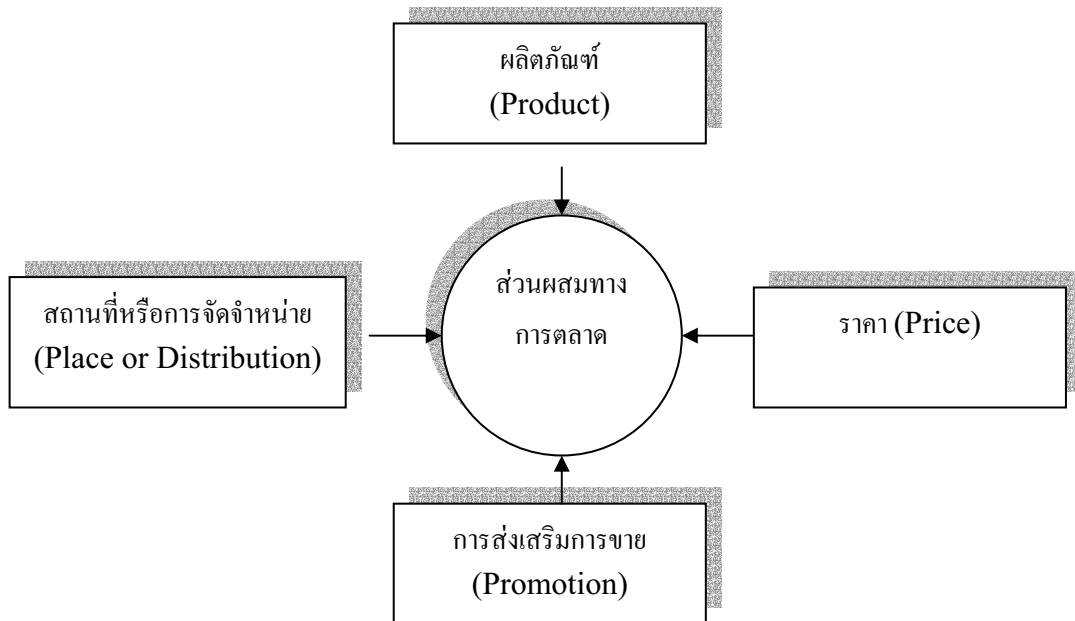 ผลิตภัณฑ์
(Product)
สถานที่หรือการจัดจำหน่าย
(Place or Distribution)
ส่วนผสมทาง
การตลาด
ราคา (Price)
การส่งเสริมการขาย
(Promotion)